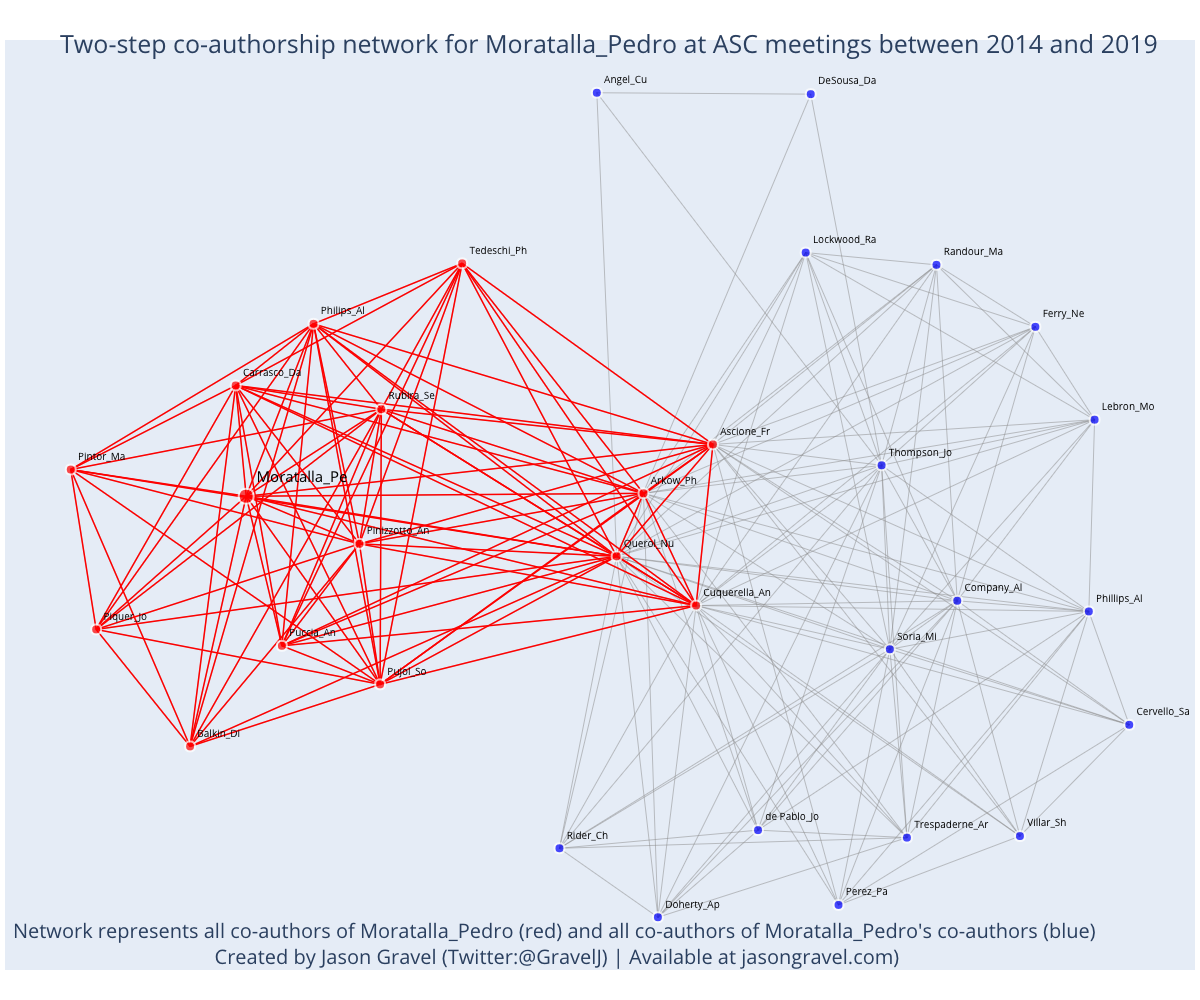 Two-step co-authorship network for Moratalla_Pedro at ASC meetings between 2014 and 2019
Angel_Cu
DeSousa_Da
Lockwood_Ra
Randour_Ma
Tedeschi_Ph
Philips_Al
Ferry_Ne
Carrasco_Da
Rubira_Se
Lebron_Mo
Ascione_Fr
Pintor_Ma
Thompson_Jo
Moratalla_Pe
Arkow_Ph
Pinizzotto_An
Querol_Nu
Cuquerella_An
Company_Al
Phillips_Al
Piquer_Jo
Puccia_An
Soria_Mi
Pujol_So
Cervello_Sa
Balkin_Di
de Pablo_Jo
Villar_Sh
Trespaderne_Ar
Rider_Ch
Perez_Pa
Doherty_Ap
Network represents all co-authors of Moratalla_Pedro (red) and all co-authors of Moratalla_Pedro's co-authors (blue)
Created by Jason Gravel (Twitter:@GravelJ) | Available at jasongravel.com)